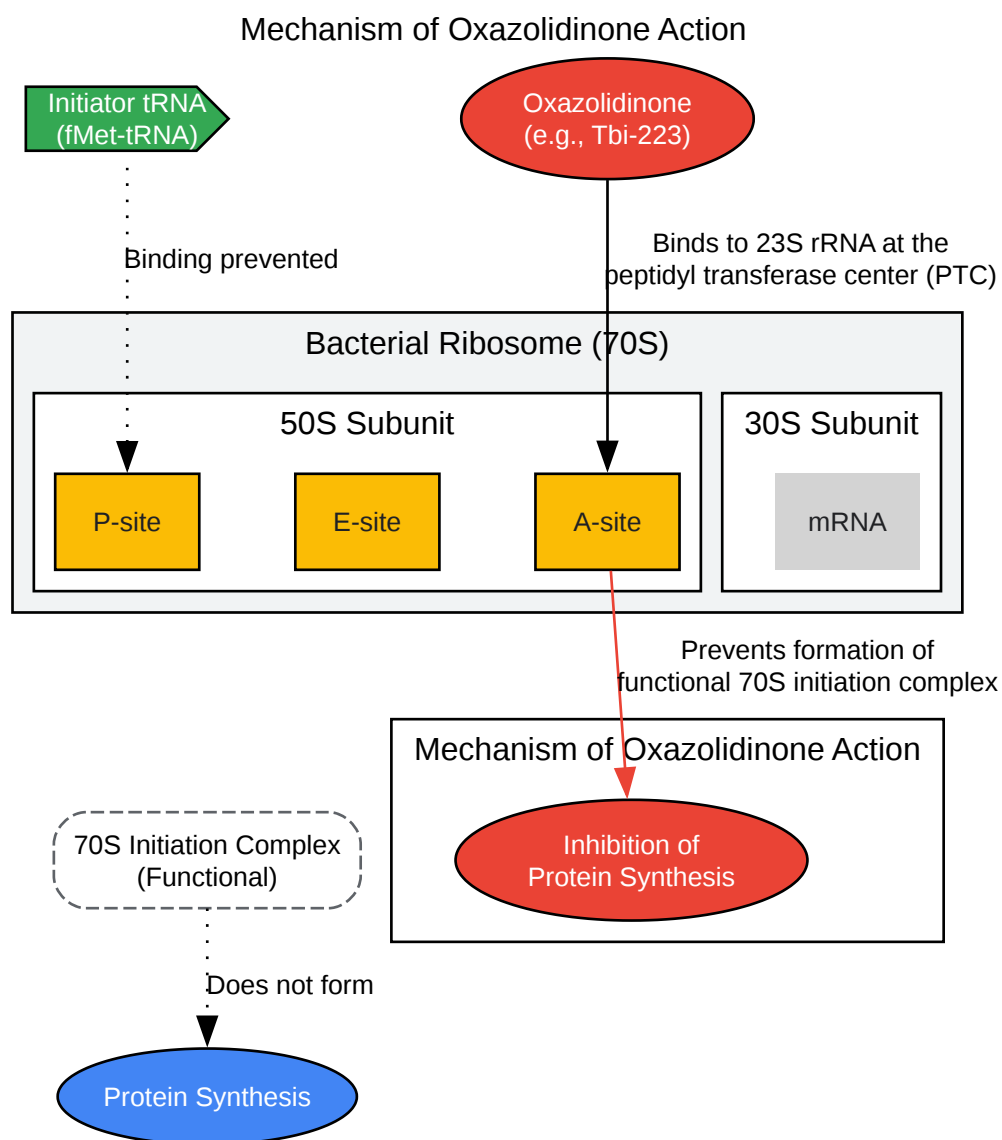 Mechanism of Oxazolidinone Action
Initiator tRNA
(fMet-tRNA)
Oxazolidinone
(e.g., Tbi-223)
Binding prevented
Binds to 23S rRNA at the
peptidyl transferase center (PTC)
Bacterial Ribosome (70S)
50S Subunit
30S Subunit
P-site
E-site
A-site
mRNA
Prevents formation of
functional 70S initiation complex
Mechanism of Oxazolidinone Action
Inhibition of
Protein Synthesis
70S Initiation Complex
(Functional)
Does not form
Protein Synthesis